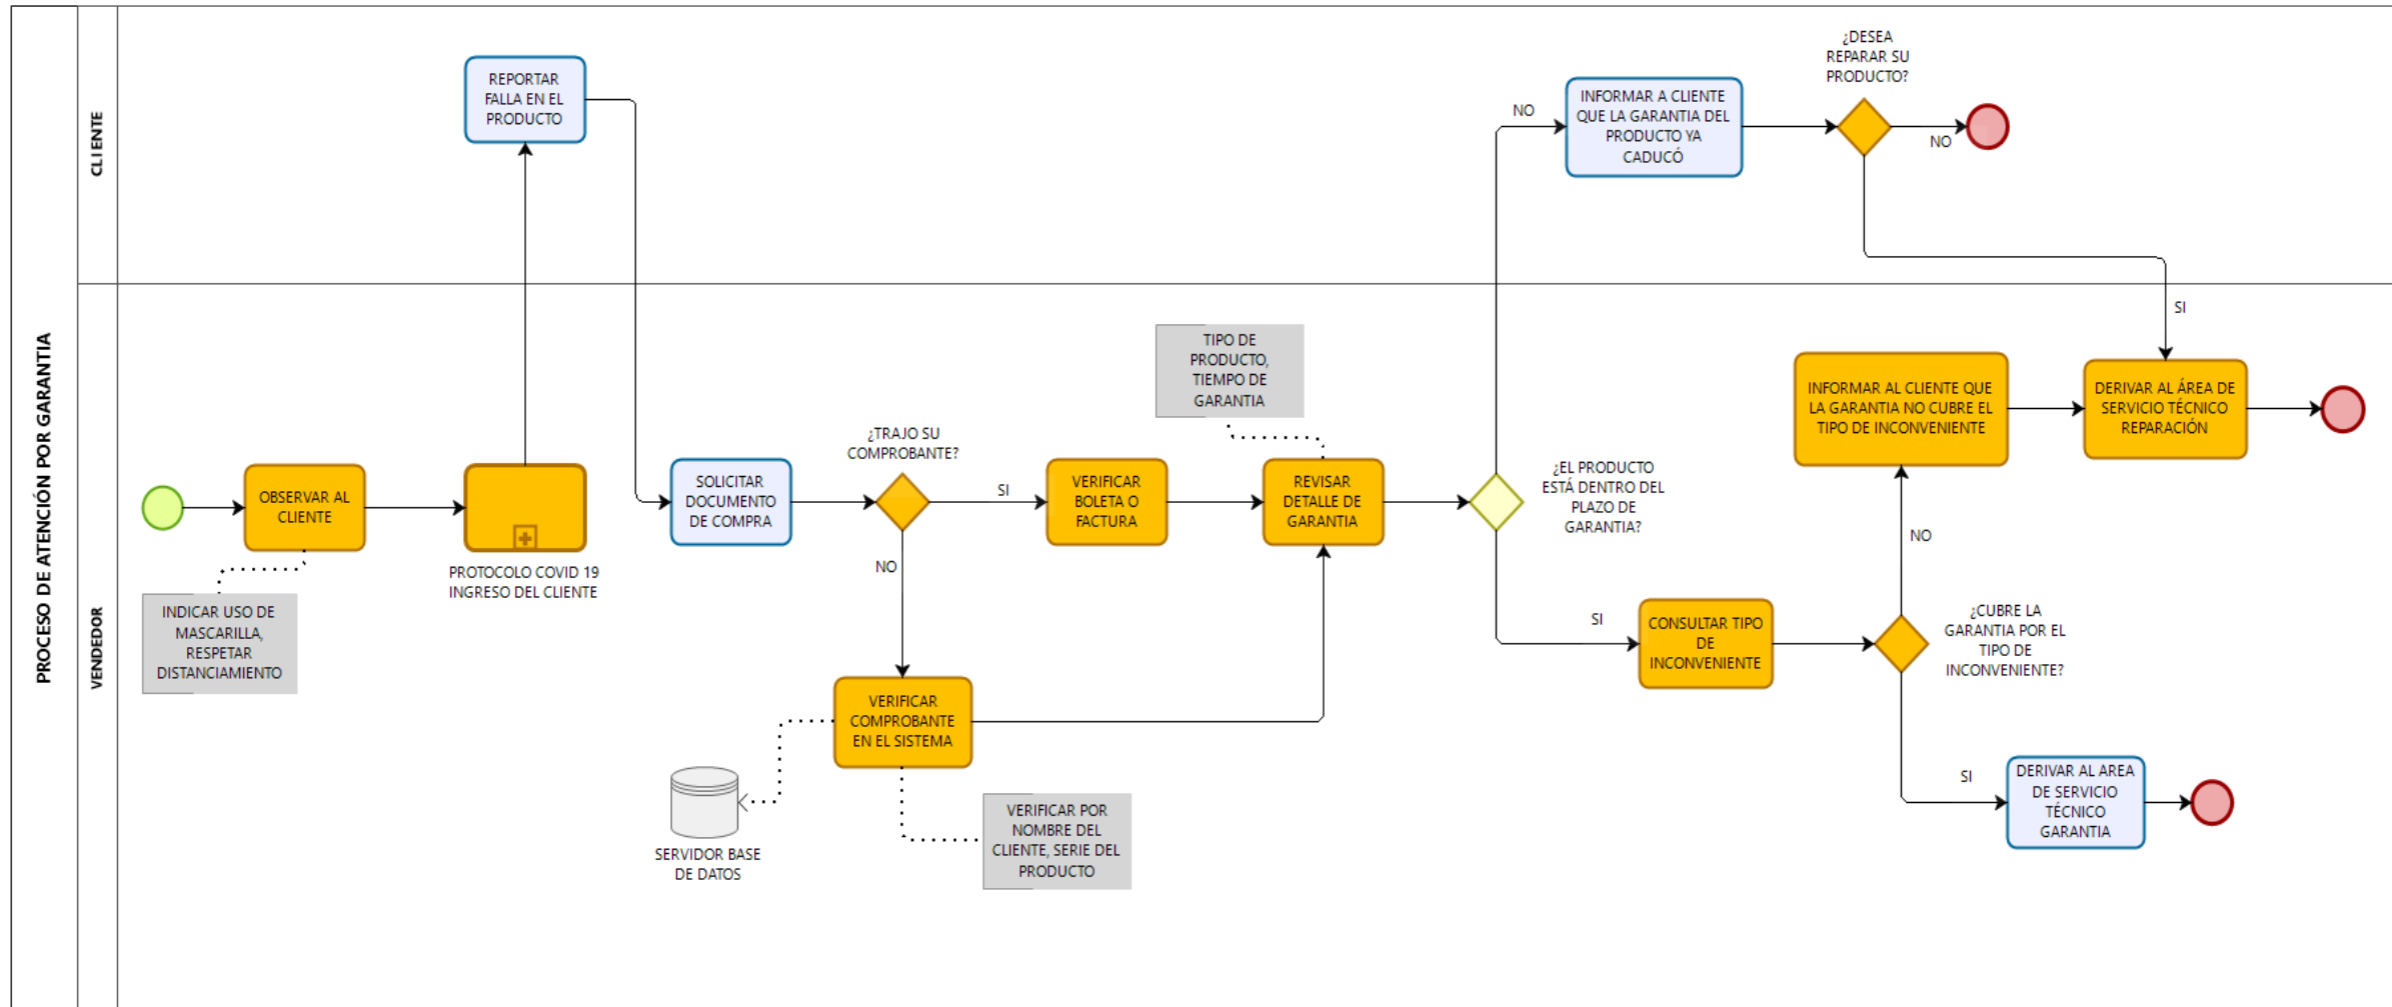 PROCESO DE ATENCIÓN POR GARANTIA
CLIENTE
REPORTAR
FALLA EN EL
PRODUCTO
NO
INFORMAR A CLIENTE
QUE LA GARANTIA DEL
PRODUCTO YA
CADUCÓ
¿DESEA
REPARAR SU
PRODUCTO?
NO
SI
VENDEDOR
OBSERVAR AL
CLIENTE
INDICAR USO DE
MASCARILLA,
RESPETAR
DISTANCIAMIENTO
PROTOCOLO COVID 19
INGRESO DEL CLIENTE
SOLICITAR
DOCUMENTO
DE COMPRA
¿TRAJO SU
COMPROBANTE?
SI
NO
VERIFICAR
BOLETA O
FACTURA
TIPO DE
PRODUCTO,
TIEMPO DE
GARANTIA
REVISAR
DETALLE DE
GARANTIA
VERIFICAR
COMPROBANTE
EN EL SISTEMA
SERVIDOR BASE
DE DATOS
VERIFICAR POR
NOMBRE DEL
CLIENTE, SERIE DEL
PRODUCTO
¿EL PRODUCTO
ESTÁ DENTRO DEL
PLAZO DE
GARANTIA?
SI
CONSULTAR TIPO
DE
INCONVENIENTE
¿CUBRE LA
GARANTIA POR EL
TIPO DE
INCONVENIENTE?
NO
INFORMAR AL CLIENTE QUE
LA GARANTIA NO CUBRE EL
TIPO DE INCONVENIENTE
DERIVAR AL ÁREA DE
SERVICIO TÉCNICO
REPARACIÓN
SI
DERIVAR AL AREA
DE SERVICIO
TÉCNICO
GARANTIA